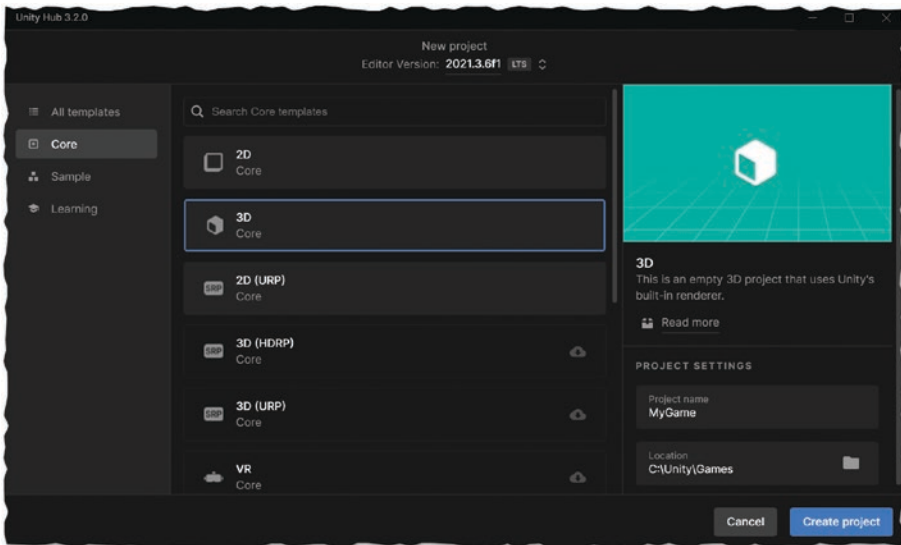 Unity Hub 3.2.0
New project
Editor Version: 2021.3.6f1 LTS
All templates
Core
Sample
Learning
Search Core templates
2D
Core
3D
Core
SRP
2D (URP)
Core
SRP
3D (HDRP)
Core
SRP
3D (URP)
Core
VR
Core
3D
This is an empty 3D project that uses Unity's
built-in renderer.
Read more
PROJECT SETTINGS
Project name
MyGame
Location
C:\Unity\Games
Cancel
Create project